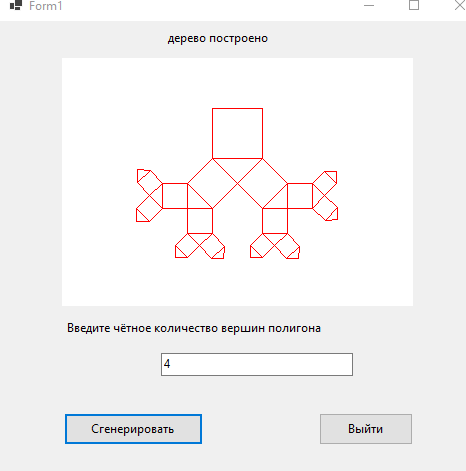 Form1
дерево построено
Введите чётное количество вершин полигона
4
Сгенерировать Выйти